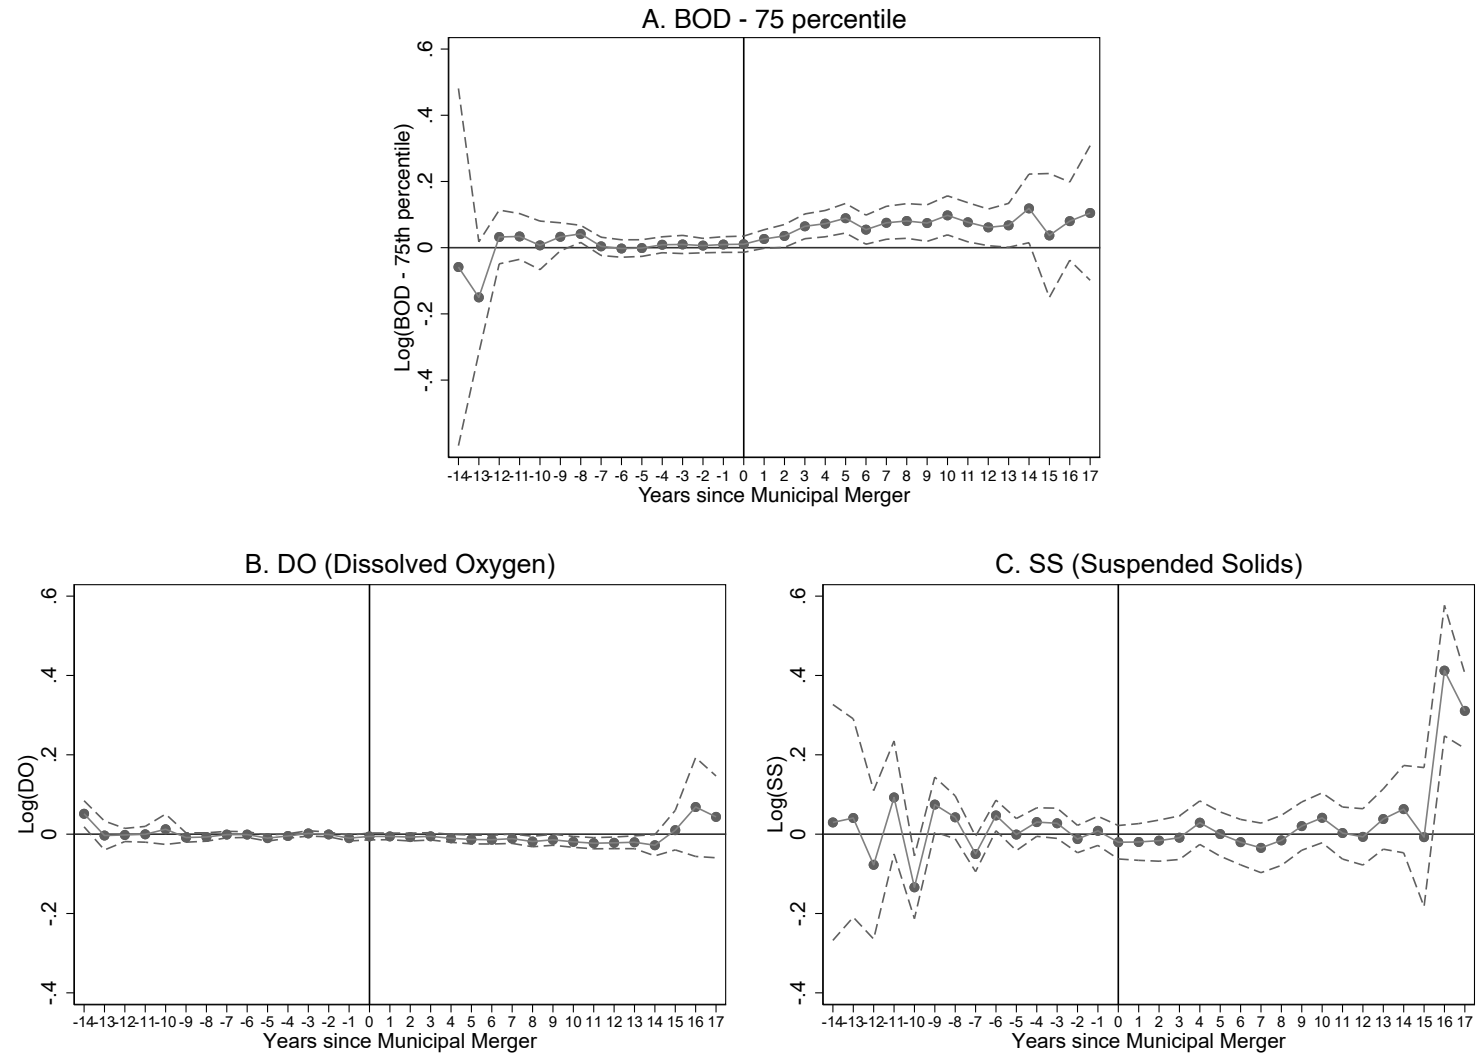 A. BOD - 75 percentile
Log(BOD - 75th percentile)
.6
.4
.2
0
-.2
-.4
-14 -13 -12 -11 -10 -9 -8 -7 -6 -5 -4 -3 -2 -1 0 1 2 3 4 5 6 7 8 9 10 11 12 13 14 15 16 17
Years since Municipal Merger
B. DO (Dissolved Oxygen)
Log(DO)
.6
.4
.2
0
-.2
-.4
-14 -13 -12 -11 -10 -9 -8 -7 -6 -5 -4 -3 -2 -1 0 1 2 3 4 5 6 7 8 9 10 11 12 13 14 15 16 17
Years since Municipal Merger
C. SS (Suspended Solids)
Log(SS)
.6
.4
.2
0
-.2
-.4
-14 -13 -12 -11 -10 -9 -8 -7 -6 -5 -4 -3 -2 -1 0 1 2 3 4 5 6 7 8 9 10 11 12 13 14 15 16 17
Years since Municipal Merger